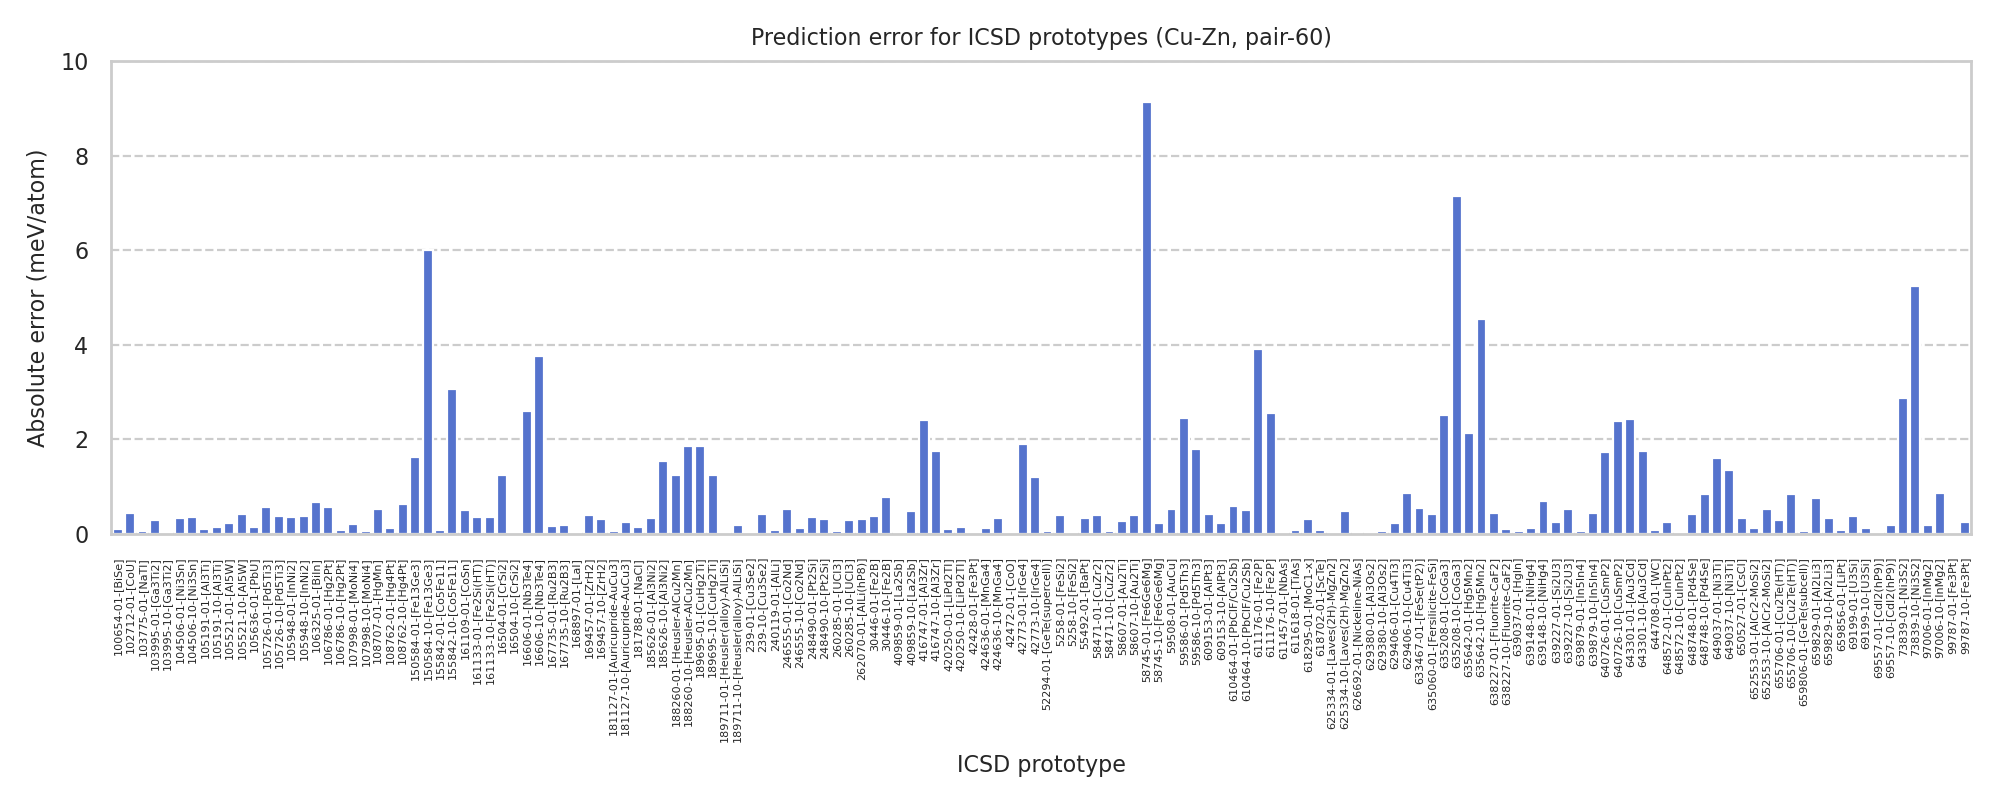 Prediction error for ICSD prototypes (Cu-Zn, pair-60)
Absolute error (meV/atom)
10
8
6
4
2
0
100654-01-[BiSe]
102712-01-[CoU]
103775-01-[NaTl]
103995-01-[Ga3Ti2]
103995-10-[Ga3Ti2]
104506-01-[Ni3Sn]
104506-10-[Ni3Sn]
105191-01-[Al3Ti]
105191-10-[Al3Ti]
105521-01-[Al5W]
105521-10-[Al5W]
105636-01-[PbU]
105726-01-[Pd5Ti3]
105726-10-[Pd5Ti3]
105948-01-[InNi2]
105948-10-[InNi2]
106325-01-[BiIn]
106786-01-[Hg2Pt]
106786-10-[Hg2Pt]
107998-01-[MoNi4]
107998-10-[MoNi4]
108707-01-[HgMn]
108762-01-[Hg4Pt]
108762-10-[Hg4Pt]
150584-01-[Fe13Ge3]
150584-10-[Fe13Ge3]
155842-01-[Co5Fe11]
155842-10-[Co5Fe11]
161109-01-[CoSn]
161133-01-[Fe2Si(HT)]
161133-10-[Fe2Si(HT)]
16504-01-[CrSi2]
16504-10-[CrSi2]
16606-01-[Nb3Te4]
16606-10-[Nb3Te4]
167735-01-[Ru2B3]
167735-10-[Ru2B3]
168897-01-[LaI]
169457-01-[ZrH2]
169457-10-[ZrH2]
181127-01-[Auricupride-AuCu3]
181127-10-[Auricupride-AuCu3]
181788-01-[NaCl]
185626-01-[Al3Ni2]
185626-10-[Al3Ni2]
188260-01-[Heusler-AlCu2Mn]
188260-10-[Heusler-AlCu2Mn]
189695-01-[CuHg2Ti]
189695-10-[CuHg2Ti]
189711-01-[Heusler(alloy)-AlLiSi]
189711-10-[Heusler(alloy)-AlLiSi]
239-01-[Cu3Se2]
239-10-[Cu3Se2]
240119-01-[AlLi]
246555-01-[Co2Nd]
246555-10-[Co2Nd]
248490-01-[Pt2Si]
248490-10-[Pt2Si]
260285-01-[UCl3]
260285-10-[UCl3]
262070-01-[AlLi(hP8)]
30446-01-[Fe2B]
30446-10-[Fe2B]
409859-01-[La2Sb]
409859-10-[La2Sb]
416747-01-[Al3Zr]
416747-10-[Al3Zr]
420250-01-[LiPd2Tl]
420250-10-[LiPd2Tl]
42428-01-[Fe3Pt]
424636-01-[MnGa4]
424636-10-[MnGa4]
42472-01-[CoO]
42773-01-[IrGe4]
42773-10-[IrGe4]
52294-01-[GeTe(supercell)]
5258-01-[FeSi2]
5258-10-[FeSi2]
55492-01-[BaPt]
58471-01-[CuZr2]
58471-10-[CuZr2]
58607-01-[Au2Ti]
58607-10-[Au2Ti]
58745-01-[Fe6Ge6Mg]
58745-10-[Fe6Ge6Mg]
59508-01-[AuCu]
59586-01-[Pd5Th3]
59586-10-[Pd5Th3]
609153-01-[AlPt3]
609153-10-[AlPt3]
610464-01-[PbClF/Cu2Sb]
610464-10-[PbClF/Cu2Sb]
611176-01-[Fe2P]
611176-10-[Fe2P]
611457-01-[NbAs]
611618-01-[TiAs]
618295-01-[MoC1-x]
618702-01-[ScTe]
625334-01-[Laves(2H)-MgZn2]
625334-10-[Laves(2H)-MgZn2]
626692-01-[Nickeline-NiAs]
629380-01-[Al3Os2]
629380-10-[Al3Os2]
629406-01-[Cu4Ti3]
629406-10-[Cu4Ti3]
633467-01-[FeSe(tP2)]
635060-01-[Fersilicite-FeSi]
635208-01-[CoGa3]
635208-10-[CoGa3]
635642-01-[Hg5Mn2]
635642-10-[Hg5Mn2]
638227-01-[Fluorite-CaF2]
638227-10-[Fluorite-CaF2]
639037-01-[HgIn]
639148-01-[NiHg4]
639148-10-[NiHg4]
639227-01-[Si2U3]
639227-10-[Si2U3]
639879-01-[In5In4]
639879-10-[In5In4]
640726-01-[CuSmP2]
640726-10-[CuSmP2]
643301-01-[Au3Cd]
643301-10-[Au3Cd]
644708-01-[WC]
648572-01-[CuInPt2]
648572-10-[CuInPt2]
648748-01-[Pd4Se]
648748-10-[Pd4Se]
649037-01-[Ni3Ti]
649037-10-[Ni3Ti]
650527-01-[CsCl]
652553-01-[AlCr2-MoSi2]
652553-10-[AlCr2-MoSi2]
655706-01-[Cu2Te(HT)]
655706-10-[Cu2Te(HT)]
659806-01-[GeTe(subcell)]
659829-01-[Al2Li3]
659829-10-[Al2Li3]
659856-01-[LiPt]
69199-01-[U3Si]
69199-10-[U3Si]
69557-01-[CdI2(hP9)]
69557-10-[CdI2(hP9)]
73839-01-[Ni3S2]
73839-10-[Ni3S2]
97006-01-[InMg2]
97006-10-[InMg2]
99787-01-[Fe3Pt]
99787-10-[Fe3Pt]
ICSD prototype